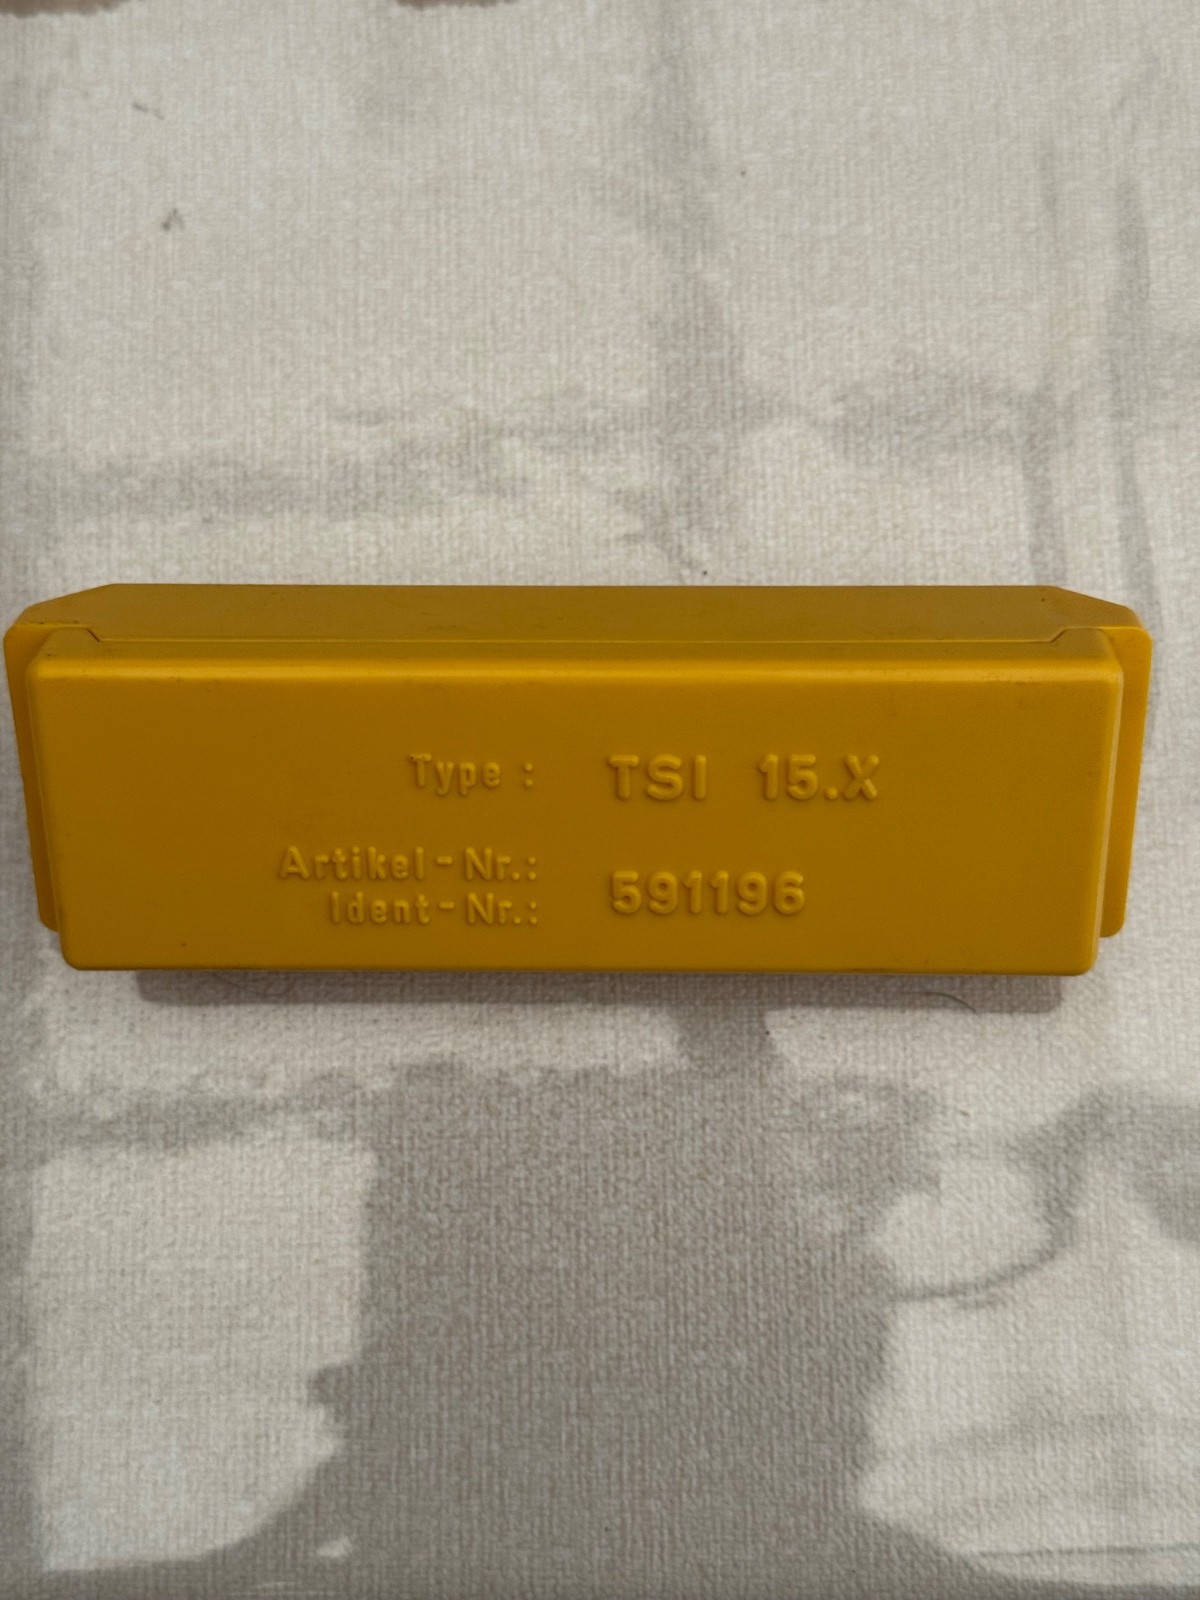 Type : TSI 15.X
Artikel-Nr.:
Ident-Nr.: 591196